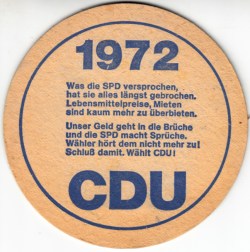 1972
Was die SPD versprochen,
hat sie alles längst gebrochen.
Lebensmittelpreise, Mieten
sind kaum mehr zu überbieten.
Unser Geld geht in die Brüche
und die SPD macht Sprüche.
Wähler hört dem nicht mehr zu!
Schluß damit. Wählt CDU!
CDU